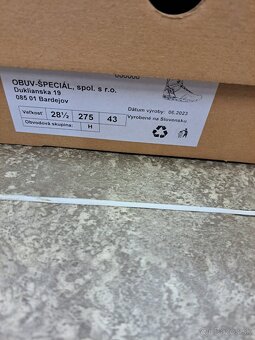 OBUV-ŠPECIÁL, spol. s r.o.
Duklianska 19
085 01 Bardejov
Veľkosť: 28½ 275 43
Obvodová skupina: H
Dátum výroby: 06.2023
Vyrobené na Slovensku